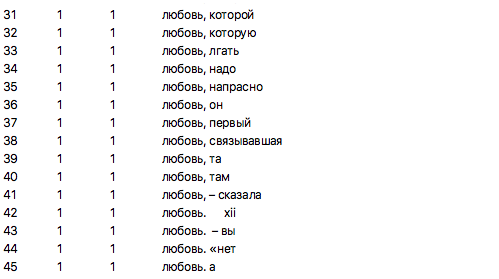 31 1 1 любовь, которой
32 1 1 любовь, которую
33 1 1 любовь, лгать
34 1 1 любовь, надо
35 1 1 любовь, напрасно
36 1 1 любовь, он
37 1 1 любовь, первый
38 1 1 любовь, связывавшая
39 1 1 любовь, та
40 1 1 любовь, там
41 1 1 любовь, – сказала
42 1 1 любовь. xii
43 1 1 любовь. – вы
44 1 1 любовь. «нет
45 1 1 любовь. а